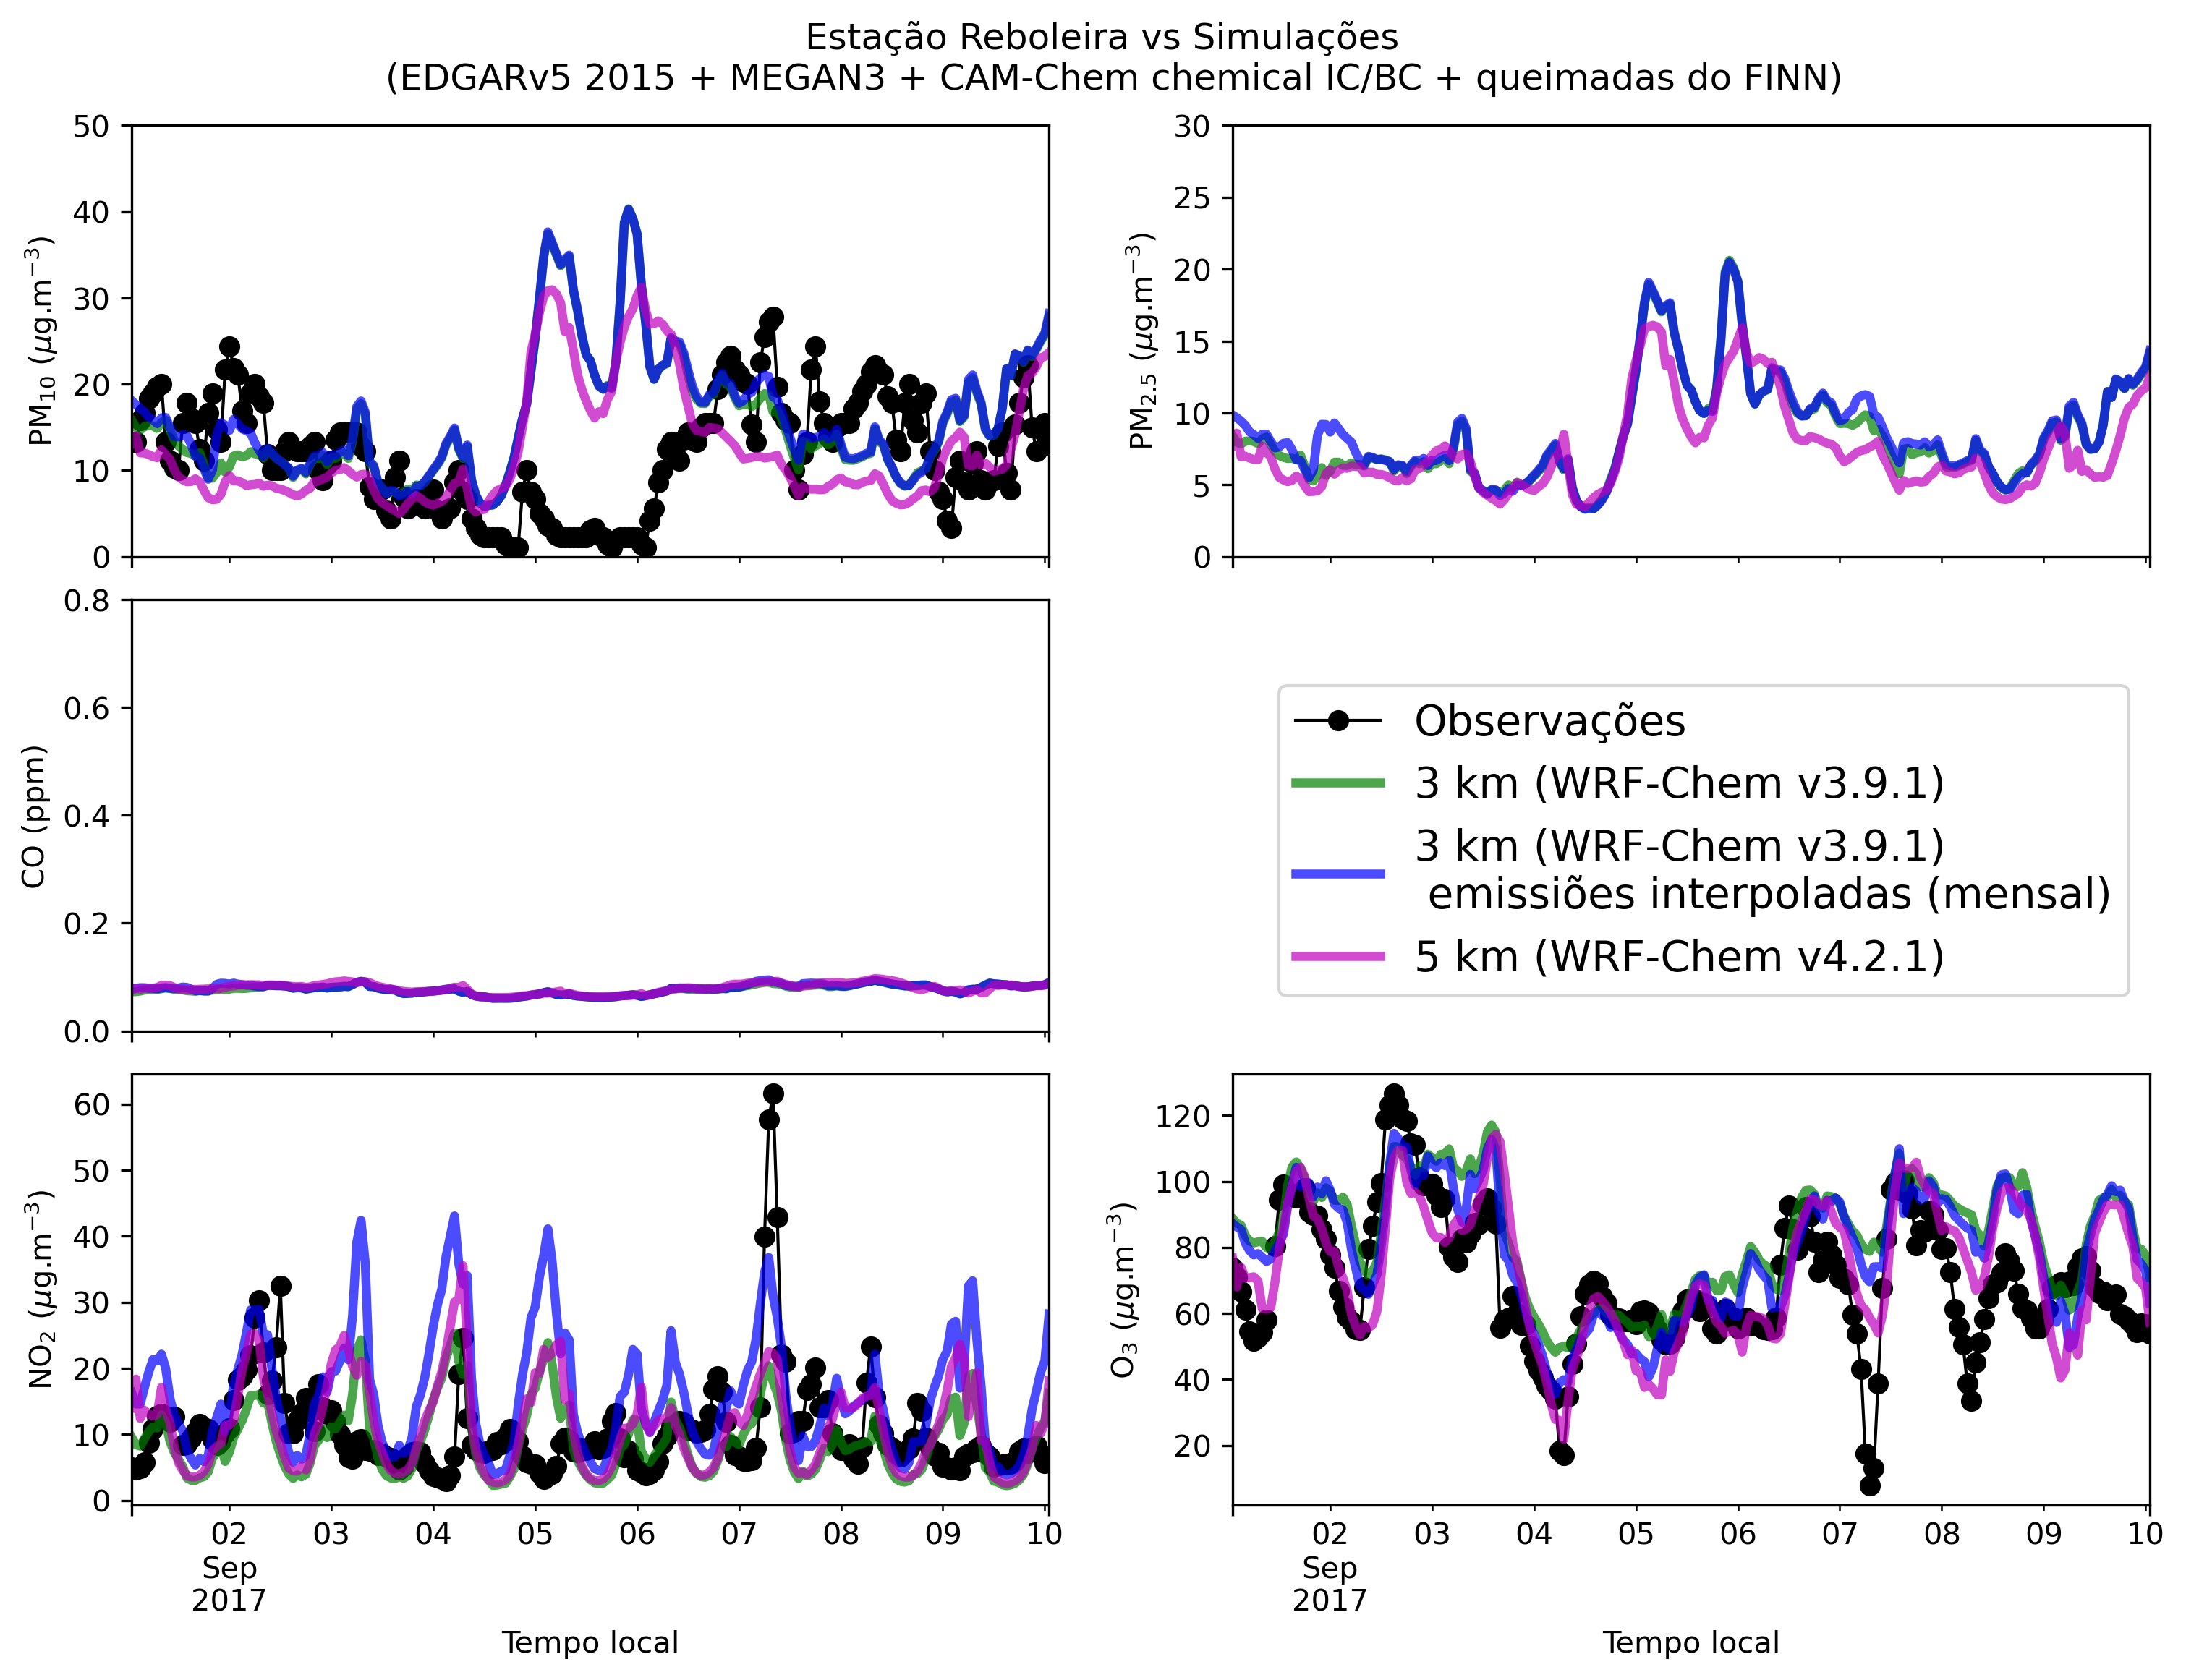 Estação Reboleira vs Simulações
(EDGARv5 2015 + MEGAN3 + CAM-Chem chemical IC/BC + queimadas do FINN)
PM₁₀ (μg.m⁻³)
50
40
30
20
10
0
PM₂.₅ (μg.m⁻³)
30
25
20
15
10
5
0
CO (ppm)
0.8
0.6
0.4
0.2
0.0
Observações
3 km (WRF-Chem v3.9.1)
3 km (WRF-Chem v3.9.1)
emissiões interpoladas (mensal)
5 km (WRF-Chem v4.2.1)
NO₂ (μg.m⁻³)
60
50
40
30
20
10
0
02 03 04 05 06 07 08 09 10
Sep
2017
Tempo local
O₃ (μg.m⁻³)
120
100
80
60
40
20
02 03 04 05 06 07 08 09 10
Sep
2017
Tempo local